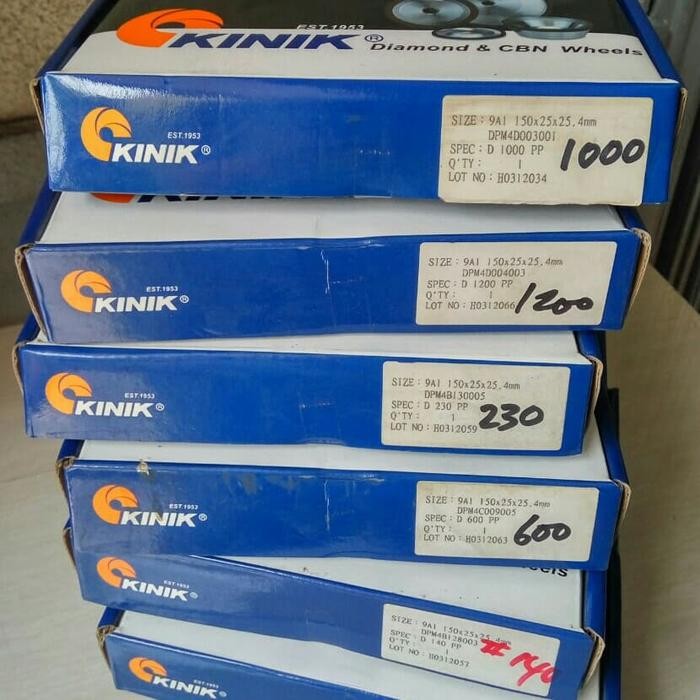 EST.1953
KINIK®
Diamond & CBN Wheels
EST.1953
KINIK®
SIZE: 9A1 150x25x25.4mm
DPM4D003001
SPEC: D 1000 PP
Q'TY: 1
LOT NO: H0312034
1000
KINIK
EST.1953
KINIK®
SIZE: 9A1 150x25x25.4mm
DPM4D004003
SPEC: D 1200 PP
Q'TY: 1
LOT NO: H0312066
1200
EST.1953
KINIK®
SIZE: 9A1 150x25x25.4mm
DPM4B130005
SPEC: D 230 PP
Q'TY: 1
LOT NO: H0312059
230
EST.1953
KINIK®
SIZE: 9A1 150x25x25.4mm
DPM4C009005
SPEC: D 600 PP
Q'TY: 1
LOT NO: H0312063
600
EST.1953
KINIK®
SIZE: 9A1 150x25x25.4mm
DPM4B128003
SPEC: D 140 PP
Q'TY: 1
LOT NO: H0312057
# 140
KINIK®